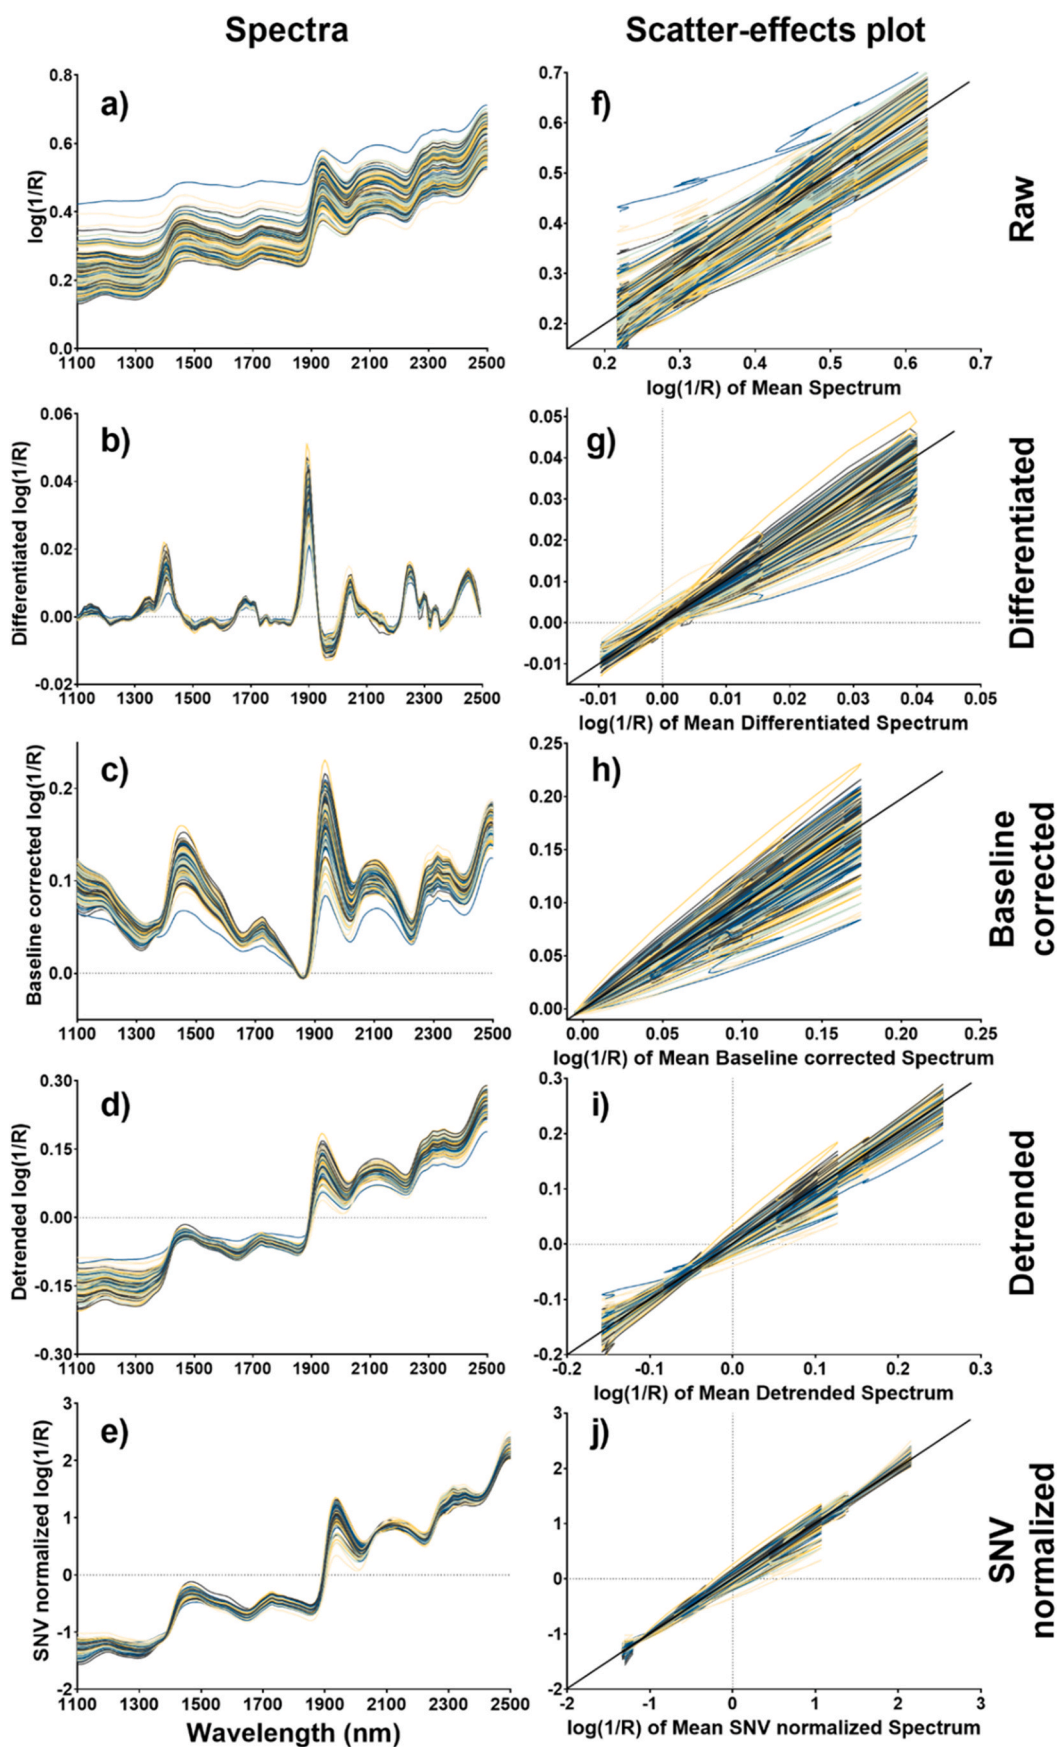 Spectra
Scatter-effects plot
a)
log(1/R)
0.8
0.6
0.4
0.2
0.0
1100 1300 1500 1700 1900 2100 2300 2500
f)
0.7
0.6
0.5
0.4
0.3
0.2
0.2 0.3 0.4 0.5 0.6 0.7
log(1/R) of Mean Spectrum
Raw
b)
Differentiated log(1/R)
0.06
0.04
0.02
0.00
-0.02
1100 1300 1500 1700 1900 2100 2300 2500
g)
0.05
0.04
0.03
0.02
0.01
0.00
-0.01
-0.01 0.00 0.01 0.02 0.03 0.04 0.05
log(1/R) of Mean Differentiated Spectrum
Differentiated
c)
Baseline corrected log(1/R)
0.2
0.1
0.0
1100 1300 1500 1700 1900 2100 2300 2500
h)
0.25
0.20
0.15
0.10
0.05
0.00
0.00 0.05 0.10 0.15 0.20 0.25
log(1/R) of Mean Baseline corrected Spectrum
Baseline
corrected
d)
Detrended log(1/R)
0.30
0.15
0.00
-0.15
-0.30
1100 1300 1500 1700 1900 2100 2300 2500
i)
0.3
0.2
0.1
0.0
-0.1
-0.2
-0.2 -0.1 0.0 0.1 0.2 0.3
log(1/R) of Mean Detrended Spectrum
Detrended
e)
SNV normalized log(1/R)
3
2
1
0
-1
-2
1100 1300 1500 1700 1900 2100 2300 2500
Wavelength (nm)
j)
3
2
1
0
-1
-2
-2 -1 0 1 2 3
log(1/R) of Mean SNV normalized Spectrum
SNV
normalized